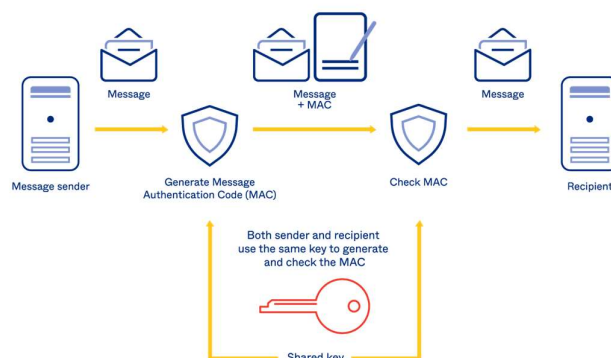 Message
Message
+ MAC
Message
Message sender
Generate Message
Authentication Code (MAC)
Check MAC
Recipient
Both sender and recipient
use the same key to generate
and check the MAC
Shared key